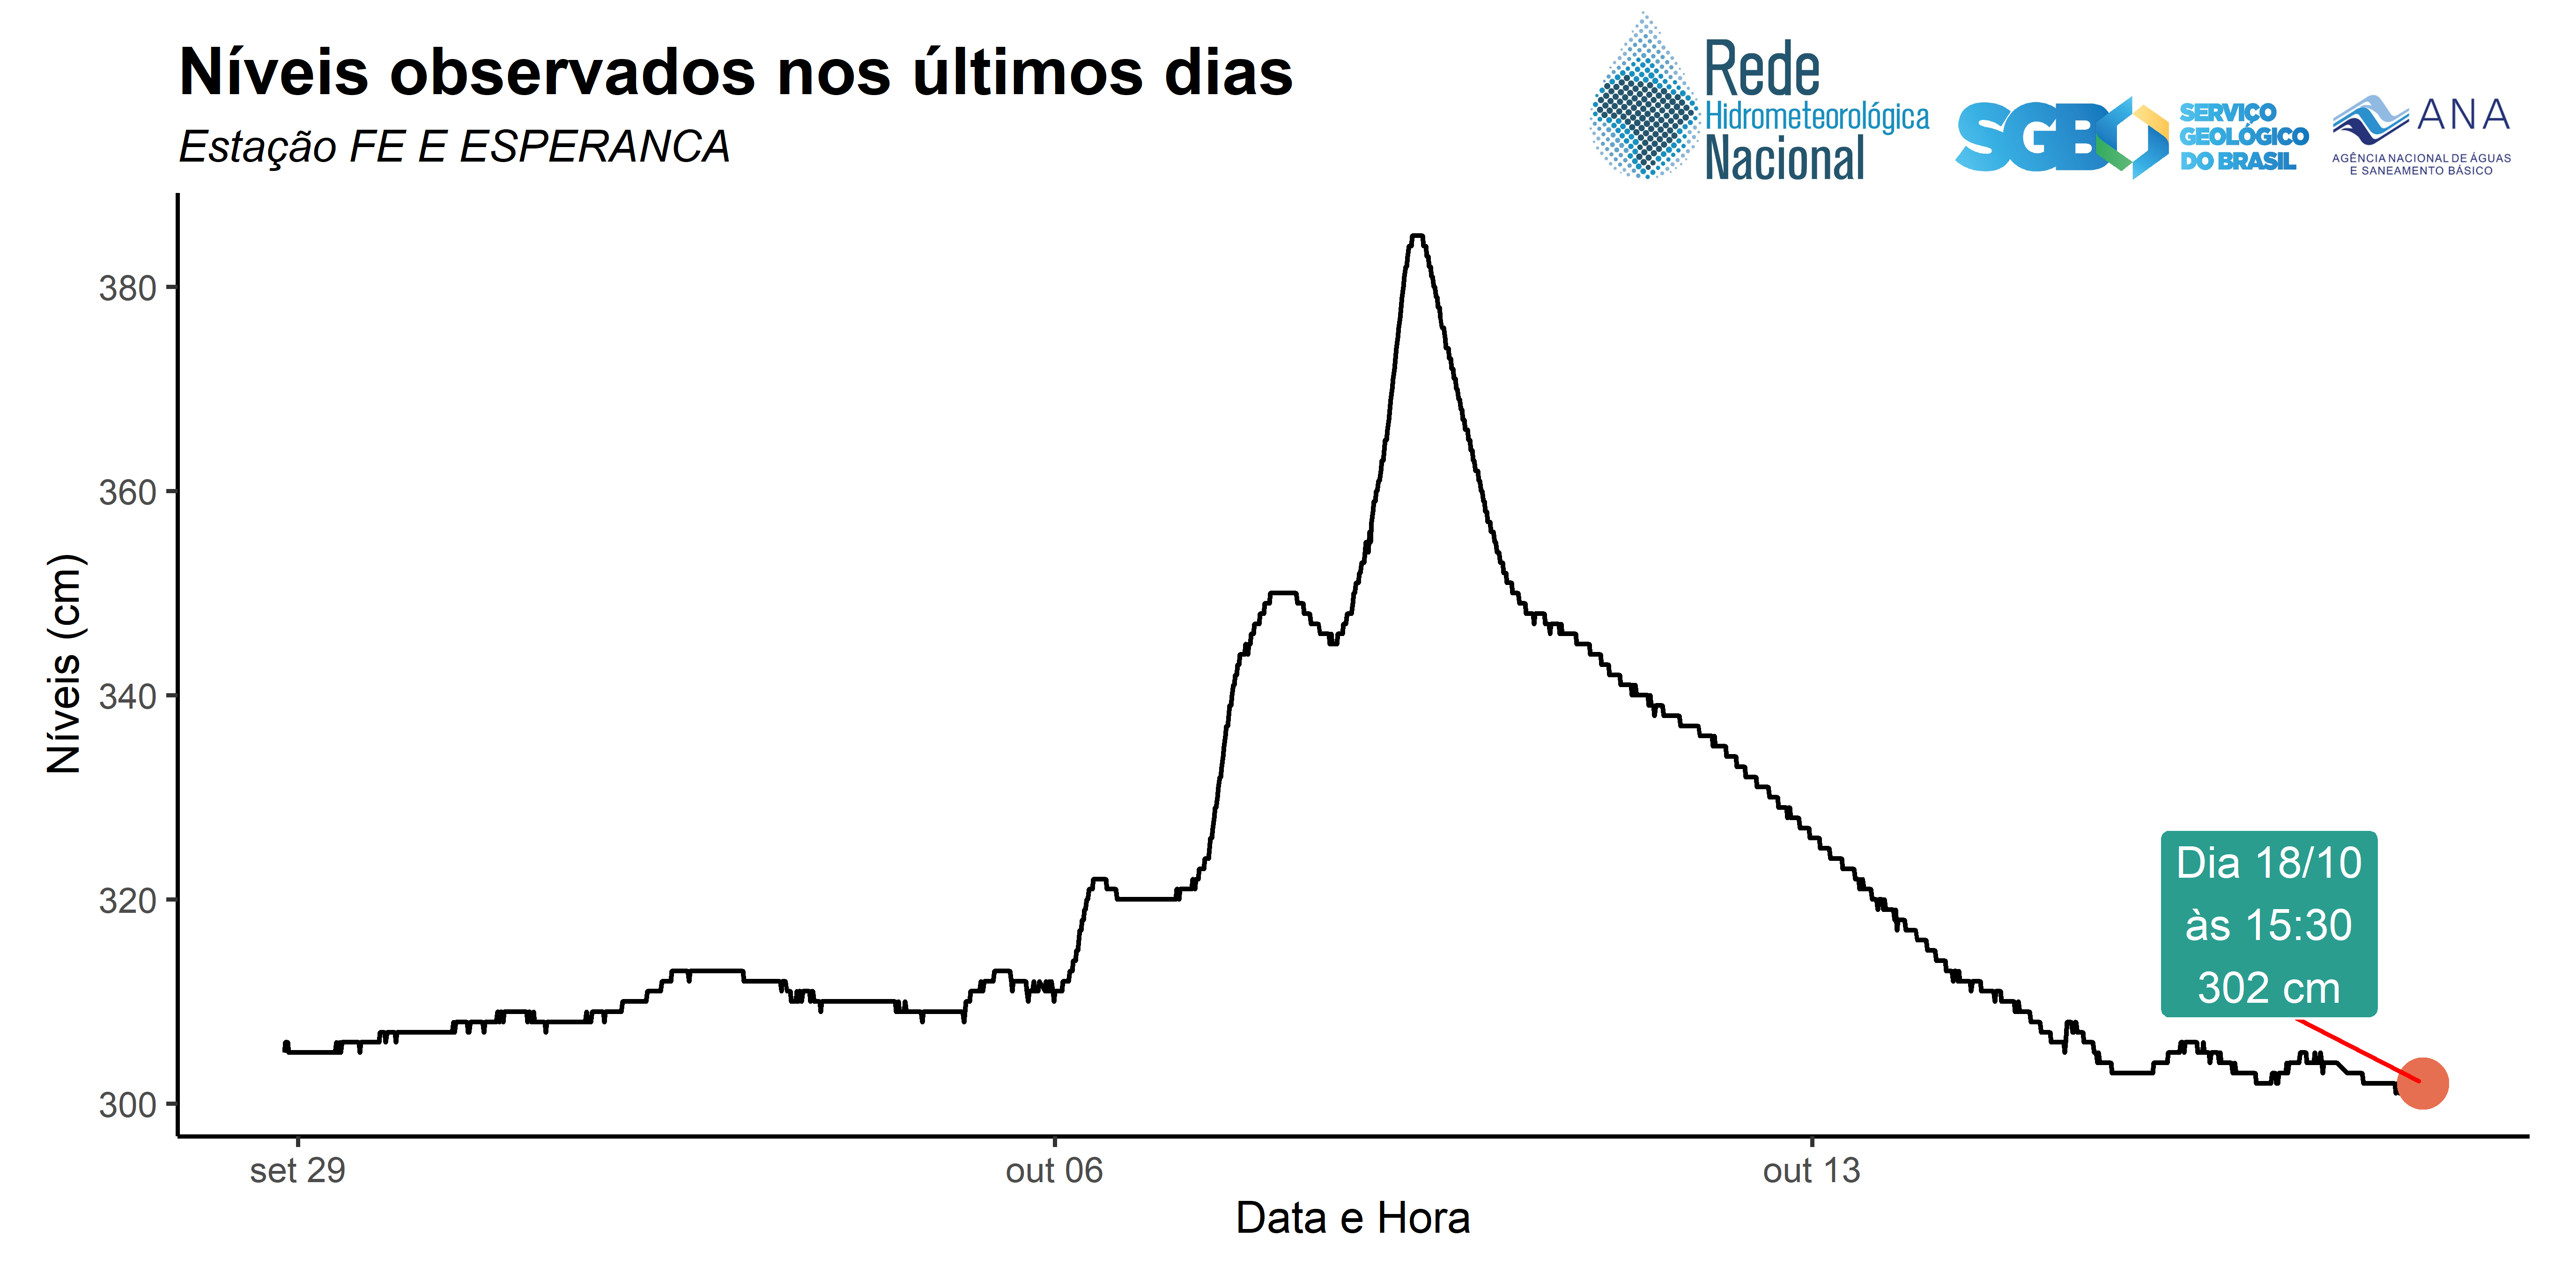 Níveis observados nos últimos dias
Estação FE E ESPERANCA
Rede
Hidrometeorológica
Nacional
SGB
SERVIÇO
GEOLÓGICO
DO BRASIL
ANA
AGÊNCIA NACIONAL DE ÁGUAS
E SANEAMENTO BÁSICO
Níveis (cm)
380
360
340
320
300
Dia 18/10
às 15:30
302 cm
set 29
out 06
out 13
Data e Hora